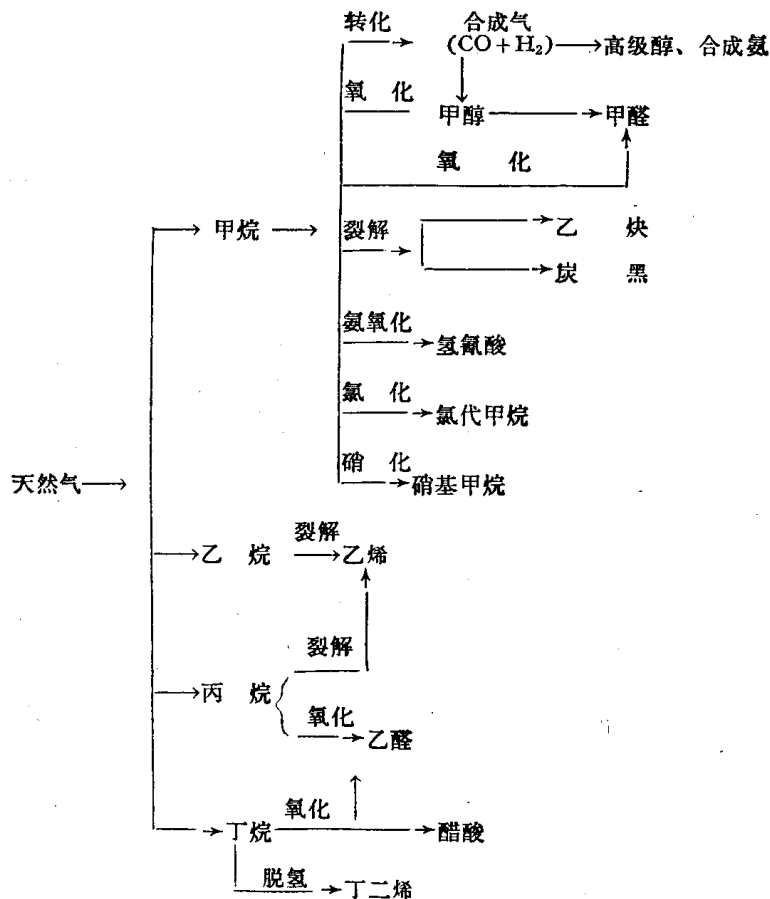 转化 合成气
(CO+H₂) 高级醇、合成氨
氧化
甲醇 甲醛
氧化
甲烷 裂解 乙炔
炭黑
氨氧化
氢氰酸
氯化
氯代甲烷
硝化
天然气 硝基甲烷
裂解
乙烷 乙烯
裂解
丙烷
氧化
乙醛
氧化
丁烷 醋酸
脱氢
丁二烯